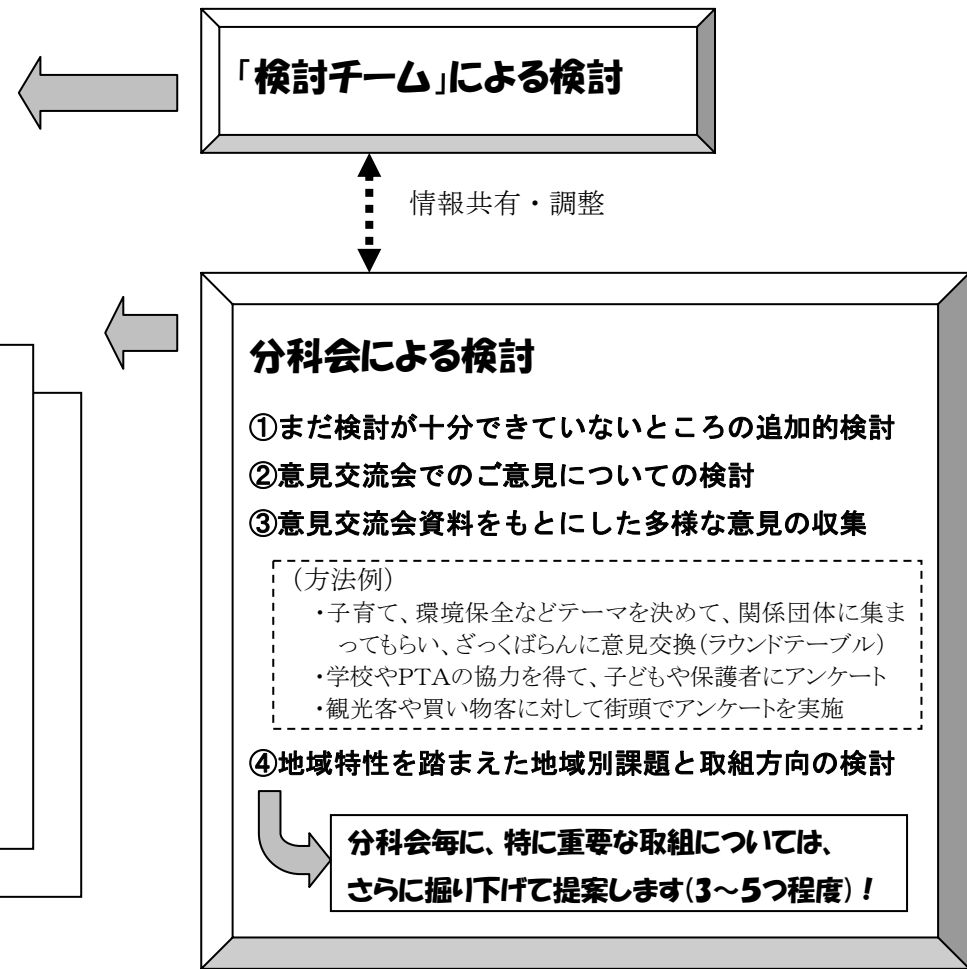 「検討チーム」による検討
情報共有・調整
分科会による検討
①まだ検討が十分できていないところの追加的検討
②意見交流会でのご意見についての検討
③意見交流会資料をもとにした多様な意見の収集
(方法例)
・子育て、環境保全などテーマを決めて、関係団体に集ま
ってもらい、ざっくばらんに意見交換(ラウンドテーブル)
・学校やPTAの協力を得て、子どもや保護者にアンケート
・観光客や買い物客に対して街頭でアンケートを実施
④地域特性を踏まえた地域別課題と取組方向の検討
分科会毎に、特に重要な取組については、
さらに掘り下げて提案します(3～5つ程度)！